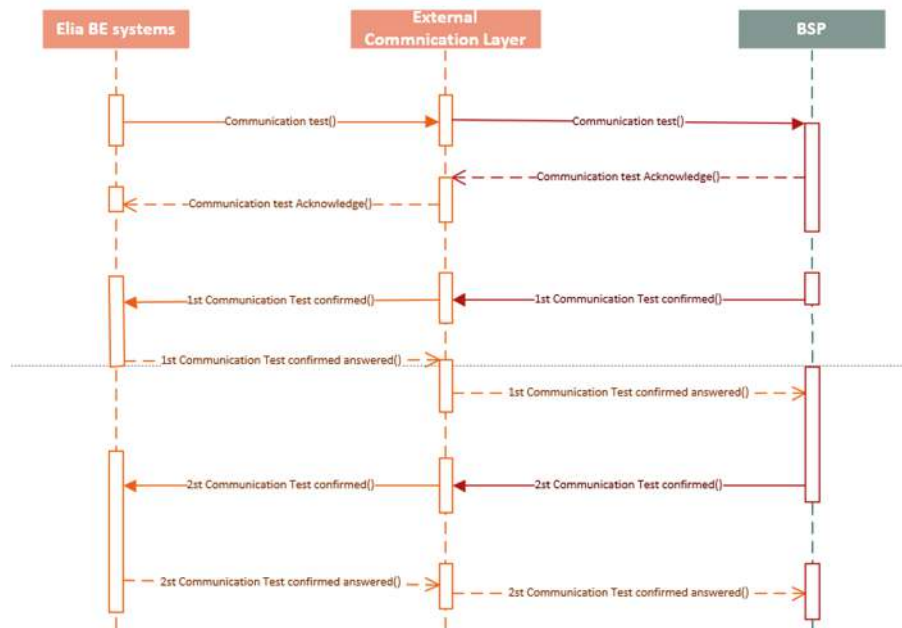 Elia BE systems
External
Commnication Layer
BSP
Communication test()
Communication test()
Communication test Acknowledge()
Communication test Acknowledge()
1st Communication Test confirmed()
1st Communication Test confirmed()
1st Communication Test confirmed answered()
1st Communication Test confirmed answered()
2st Communication Test confirmed()
2st Communication Test confirmed()
2st Communication Test confirmed answered()
2st Communication Test confirmed answered()